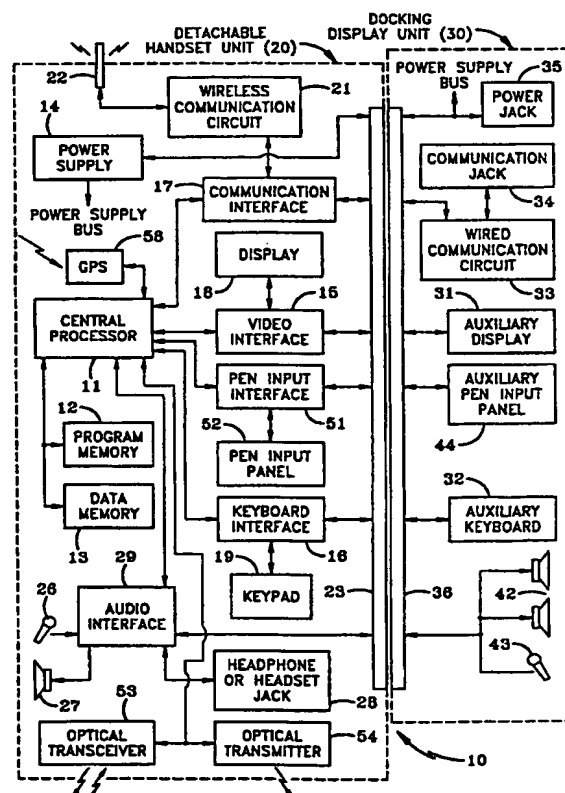 DETACHABLE
HANDSET UNIT (20)
DOCKING
DISPLAY UNIT (30)
22
WIRELESS
COMMUNICATION
CIRCUIT
21
POWER SUPPLY
BUS
35
POWER
JACK
14
POWER
SUPPLY
17
COMMUNICATION
INTERFACE
COMMUNICATION
JACK
34
POWER SUPPLY
BUS
58
GPS
DISPLAY
18
WIRED
COMMUNICATION
CIRCUIT
33
CENTRAL
PROCESSOR
11
15
VIDEO
INTERFACE
31
AUXILIARY
DISPLAY
PEN INPUT
INTERFACE
51
AUXILIARY
PEN INPUT
PANEL
44
12
PROGRAM
MEMORY
52
PEN INPUT
PANEL
DATA
MEMORY
13
KEYBOARD
INTERFACE
16
32
AUXILIARY
KEYBOARD
29
19
KEYPAD
23
36
26
AUDIO
INTERFACE
42
43
27
HEADPHONE
OR HEADSET
JACK
28
53
OPTICAL
TRANSCEIVER
OPTICAL
TRANSMITTER
54
10